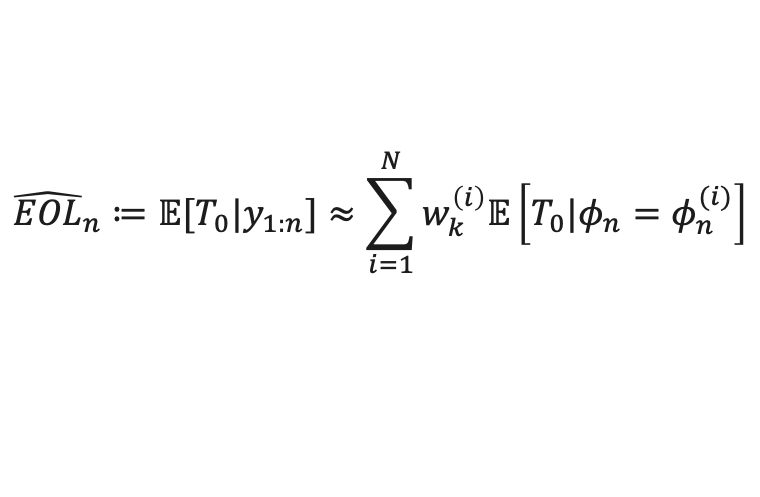 $\widehat{EOL}_n := \mathbb{E}[T_0|y_{1:n}] \approx \sum_{i=1}^{N} w_k^{(i)} \mathbb{E}\left[T_0|\phi_n = \phi_n^{(i)}\right]$